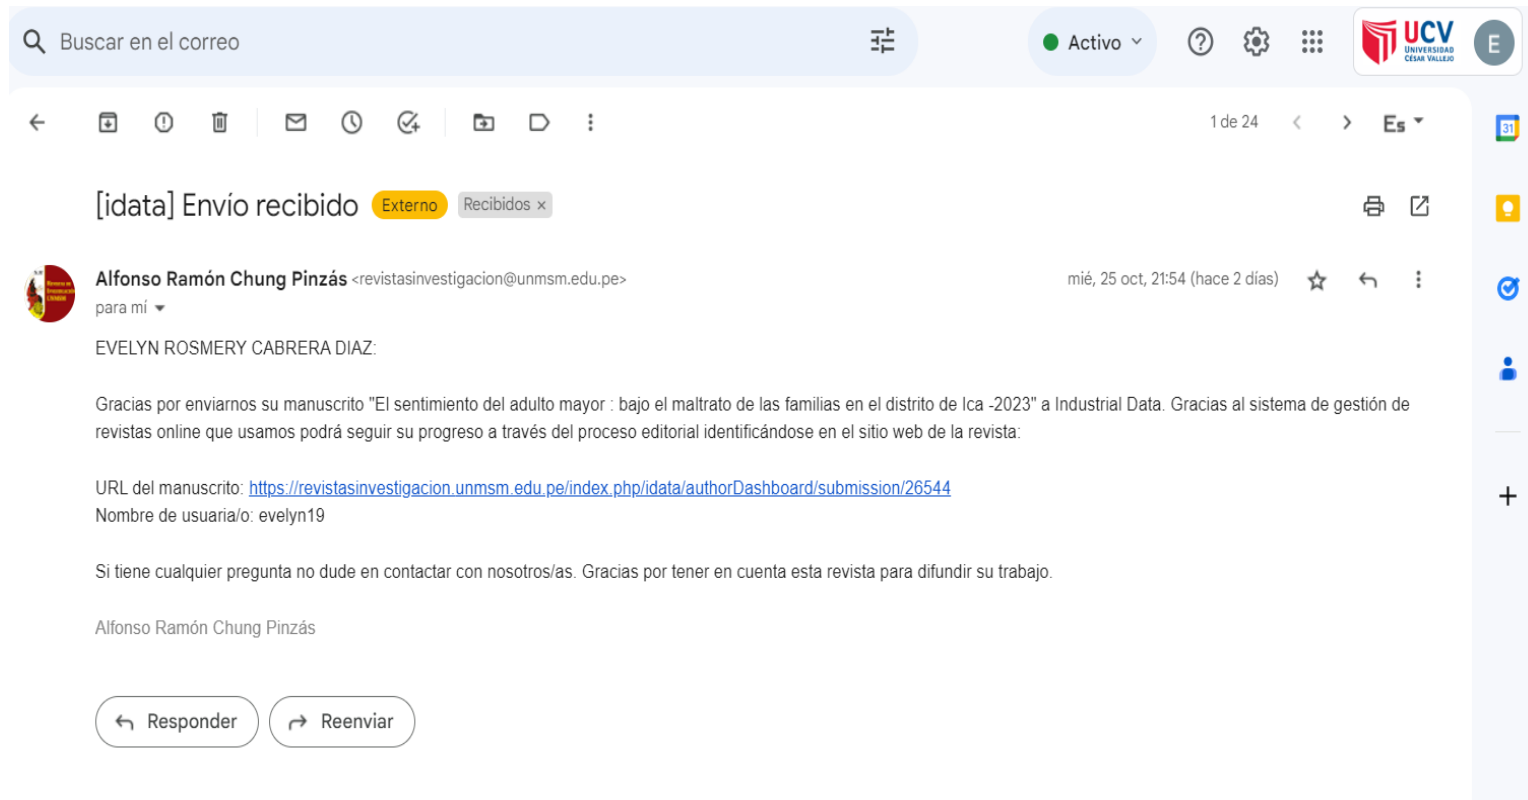 Buscar en el correo
Activo
UCV
UNIVERSIDAD
CÉSAR VALLEJO
E
1 de 24
Es
31
[idata] Envío recibido Externo Recibidos ×
Alfonso Ramón Chung Pinzás <revistasinvestigacion@unmsm.edu.pe>
mié, 25 oct, 21:54 (hace 2 días)
para mí
EVELYN ROSMERY CABRERA DIAZ:
Gracias por enviarnos su manuscrito "El sentimiento del adulto mayor : bajo el maltrato de las familias en el distrito de Ica -2023" a Industrial Data. Gracias al sistema de gestión de
revistas online que usamos podrá seguir su progreso a través del proceso editorial identificándose en el sitio web de la revista:
URL del manuscrito: https://revistasinvestigacion.unmsm.edu.pe/index.php/idata/authorDashboard/submission/26544
Nombre de usuaria/o: evelyn19
Si tiene cualquier pregunta no dude en contactar con nosotros/as. Gracias por tener en cuenta esta revista para difundir su trabajo.
Alfonso Ramón Chung Pinzás
Responder
Reenviar